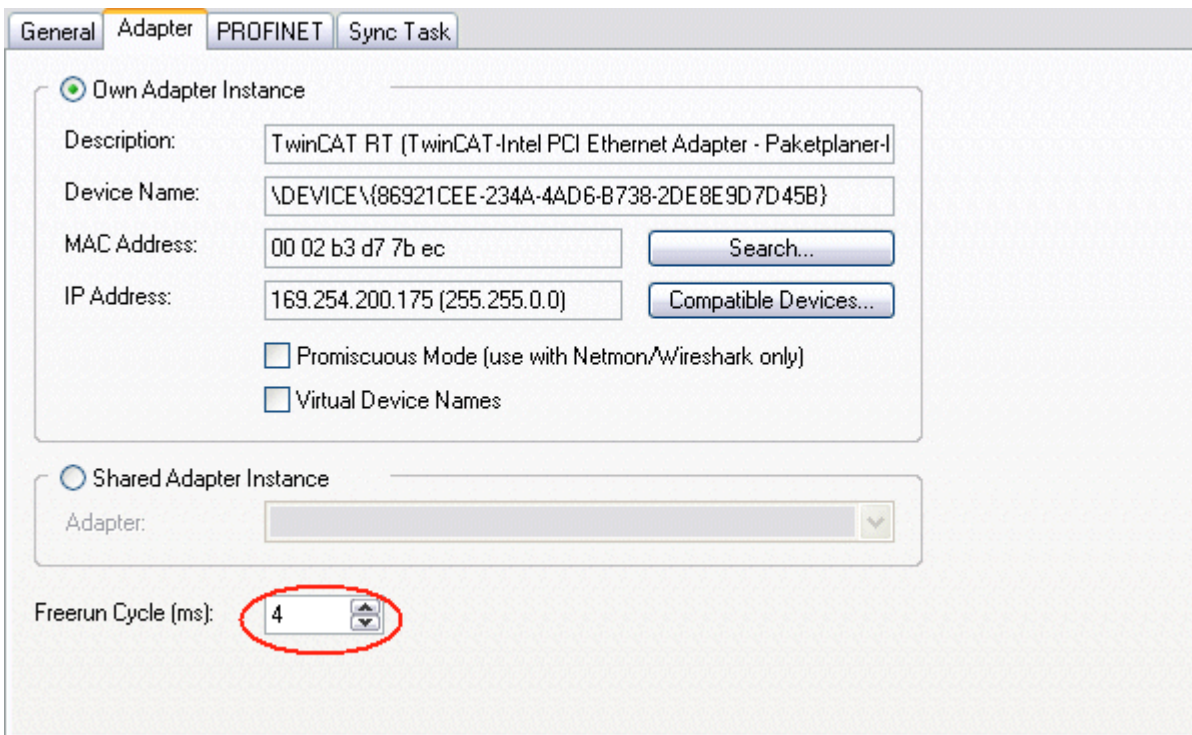 General Adapter PROFINET Sync Task
Own Adapter Instance
Description: TwinCAT RT (TwinCAT-Intel PCI Ethernet Adapter - Paketplaner-
Device Name: \DEVICE\{86921CEE-234A-4AD6-B738-2DE8E9D7D45B}
MAC Address: 00 02 b3 d7 7b ec Search...
IP Address: 169.254.200.175 (255.255.0.0) Compatible Devices...
Promiscuous Mode (use with Netmon/Wireshark only)
Virtual Device Names
Shared Adapter Instance
Adapter:
Freerun Cycle (ms): 4